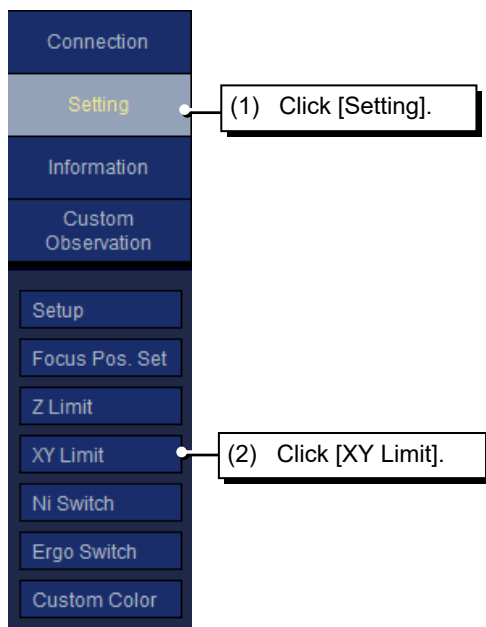 Connection
Setting
(1) Click [Setting].
Information
Custom
Observation
Setup
Focus Pos. Set
Z Limit
XY Limit
(2) Click [XY Limit].
Ni Switch
Ergo Switch
Custom Color